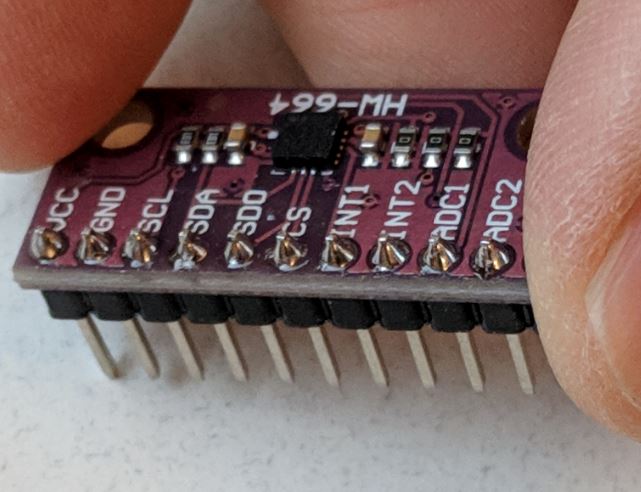 HW-664
VCC
GND
SCL
SDA
SDO
CS
INT1
INT2
ADC1
ADC2